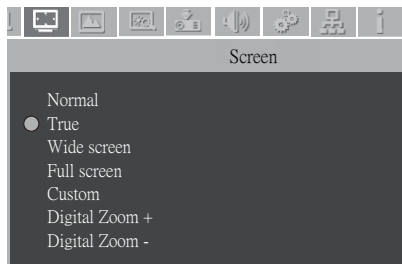 Screen
Normal
True
Wide screen
Full screen
Custom
Digital Zoom +
Digital Zoom -